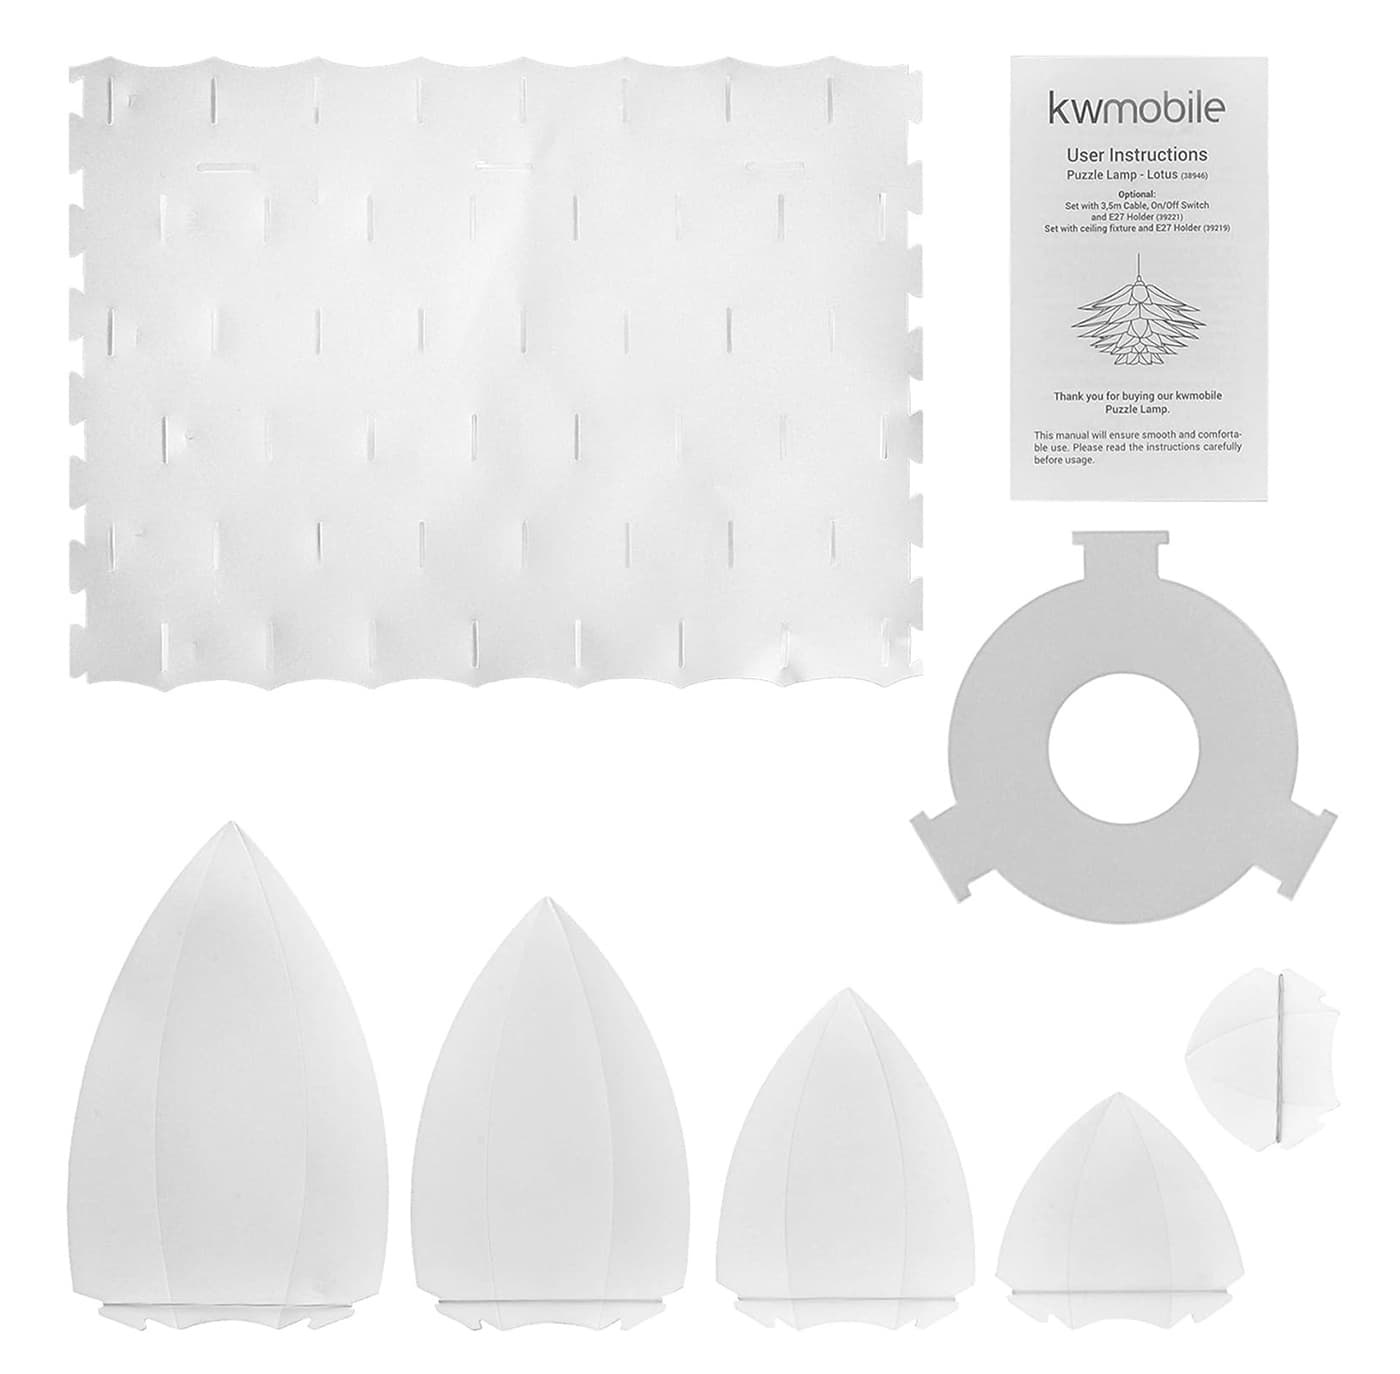 kwmobile
User Instructions
Puzzle Lamp - Lotus (38946)
Optional:
Set with 3,5m Cable, On/Off Switch
and E27 Holder (39221)
Set with ceiling fixture and E27 Holder (39219)
Thank you for buying our kwmobile
Puzzle Lamp.
This manual will ensure smooth and comforta-
ble use. Please read the instructions carefully
before usage.